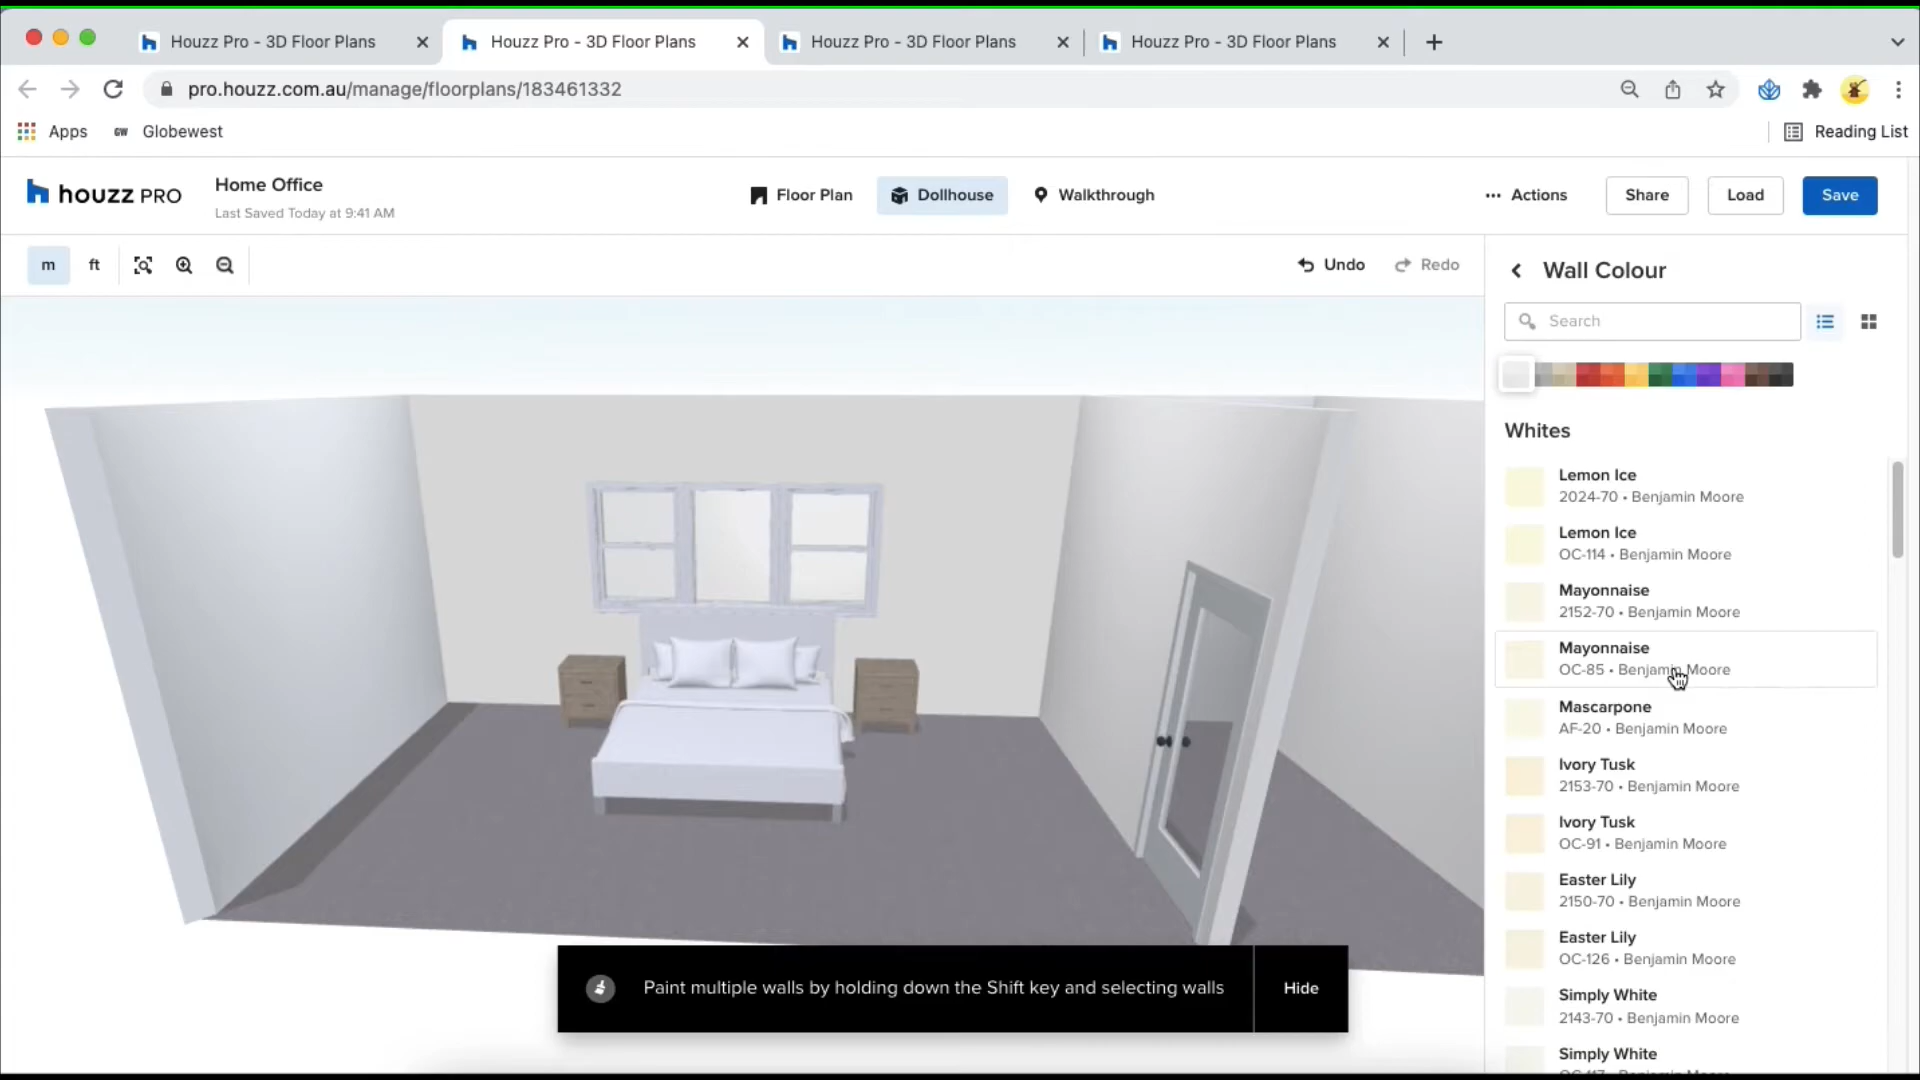 Houzz Pro - 3D Floor Plans
Houzz Pro - 3D Floor Plans
Houzz Pro - 3D Floor Plans
Houzz Pro - 3D Floor Plans
pro.houzz.com.au/manage/floorplans/183461332
Apps
GW Globewest
Reading List
houzz PRO
Home Office
Last Saved Today at 9:41 AM
Floor Plan
Dollhouse
Walkthrough
Actions
Share
Load
Save
m
ft
Undo
Redo
Wall Colour
Search
Whites
Lemon Ice
2024-70 • Benjamin Moore
Lemon Ice
OC-114 • Benjamin Moore
Mayonnaise
2152-70 • Benjamin Moore
Mayonnaise
OC-85 • Benjamin Moore
Mascarpone
AF-20 • Benjamin Moore
Ivory Tusk
2153-70 • Benjamin Moore
Ivory Tusk
OC-91 • Benjamin Moore
Easter Lily
2150-70 • Benjamin Moore
Easter Lily
OC-126 • Benjamin Moore
Simply White
2143-70 • Benjamin Moore
Simply White
Paint multiple walls by holding down the Shift key and selecting walls
Hide